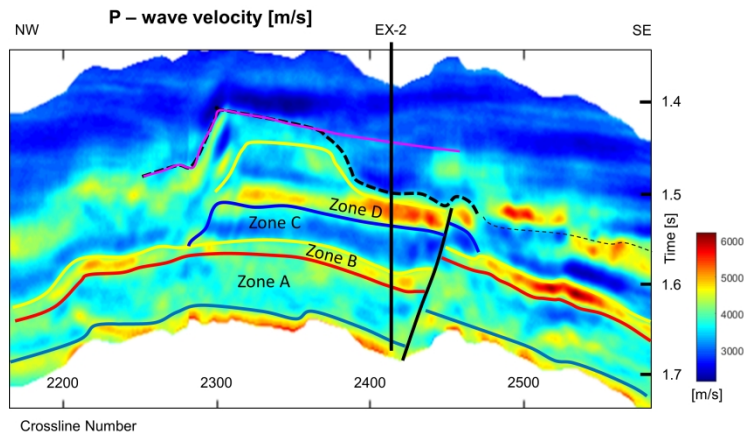 P – wave velocity [m/s]
NW
EX-2
SE
1.4
1.5
Time [s]
1.6
1.7
Zone D
Zone C
Zone B
Zone A
6000
5000
4000
3000
[m/s]
2200
2300
2400
2500
Crossline Number